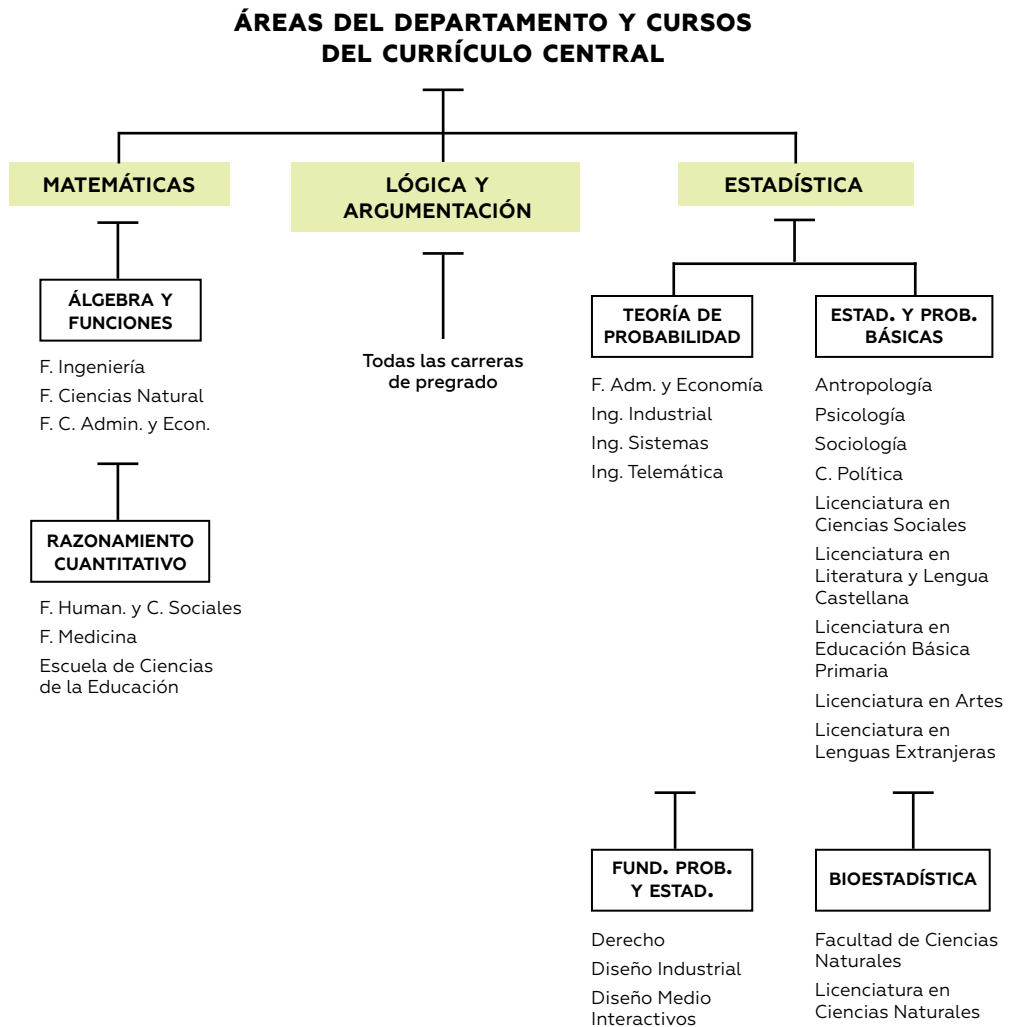 ÁREAS DEL DEPARTAMENTO Y CURSOS
DEL CURRÍCULO CENTRAL
MATEMÁTICAS
ÁLGEBRA Y
FUNCIONES
F. Ingeniería
F. Ciencias Natural
F. C. Admin. y Econ.
RAZONAMIENTO
CUANTITATIVO
F. Human. y C. Sociales
F. Medicina
Escuela de Ciencias
de la Educación
LÓGICA Y
ARGUMENTACIÓN
Todas las carreras
de pregrado
ESTADÍSTICA
TEORÍA DE
PROBABILIDAD
F. Adm. y Economía
Ing. Industrial
Ing. Sistemas
Ing. Telemática
ESTAD. Y PROB.
BÁSICAS
Antropología
Psicología
Sociología
C. Política
Licenciatura en
Ciencias Sociales
Licenciatura en
Literatura y Lengua
Castellana
Licenciatura en
Educación Básica
Primaria
Licenciatura en Artes
Licenciatura en
Lenguas Extranjeras
FUND. PROB.
Y ESTAD.
Derecho
Diseño Industrial
Diseño Medio
Interactivos
BIOESTADÍSTICA
Facultad de Ciencias
Naturales
Licenciatura en
Ciencias Naturales